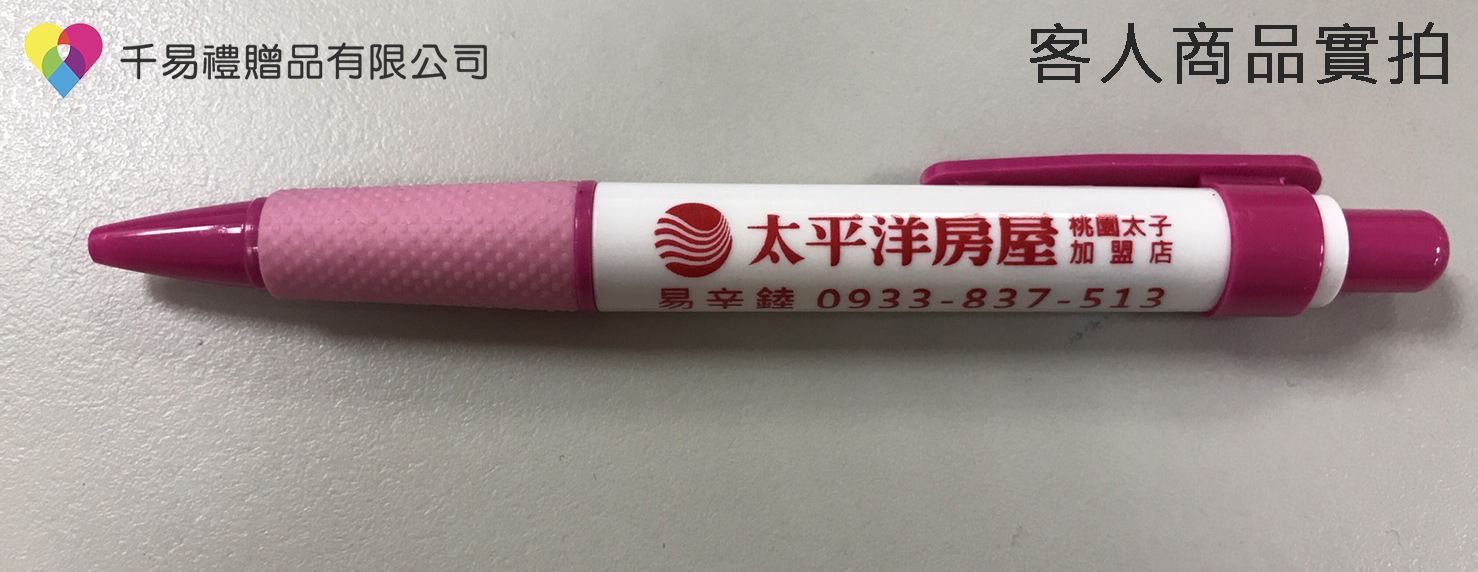 千易禮贈品有限公司
客人商品實拍
太平洋房屋
桃園太子
加盟店
易辛錂 0933-837-513